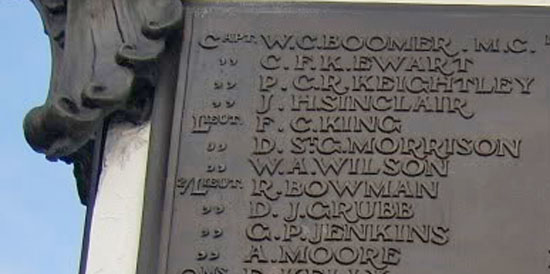 CAPT. W.C. BOOMER. M.C.
" C.F.K. EWART
" P.C.R. KEIGHTLEY
" J.H. SINCLAIR
LIEUT. F.C. KING
" D. ST.G. MORRISON
" W.A. WILSON
2/LIEUT. R. BOWMAN
" D.J. GRUBB
" G.P. JENKINS
" A. MOORE